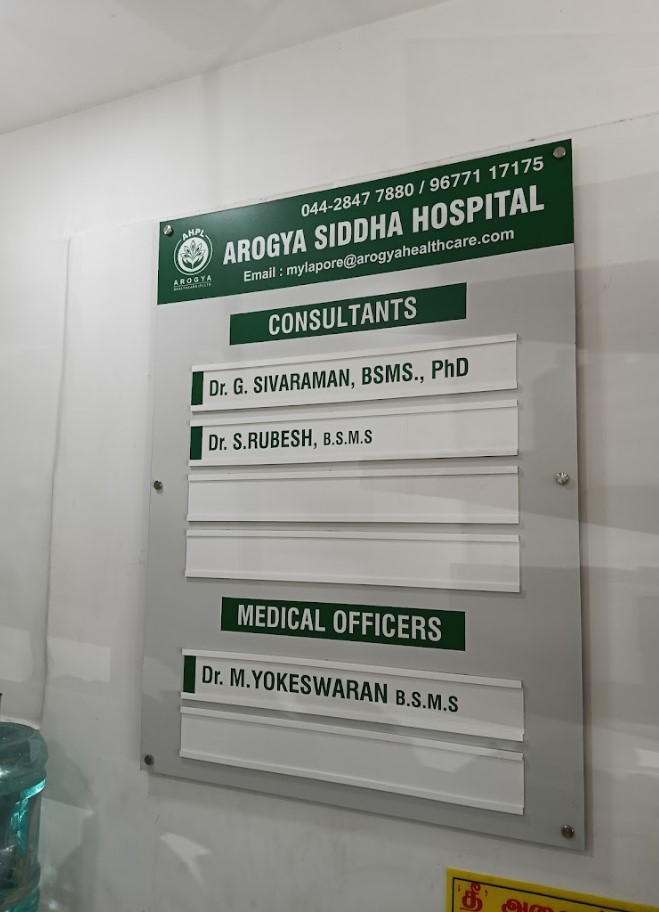 044-2847 7880 / 96771 17175
AHPL
AROGYA
AROGYA SIDDHA HOSPITAL
Email : mylapore@arogyahealthcare.com
CONSULTANTS
Dr. G. SIVARAMAN, BSMS., PhD
Dr. S.RUBESH, B.S.M.S
MEDICAL OFFICERS
Dr. M.YOKESWARAN B.S.M.S
'தீ